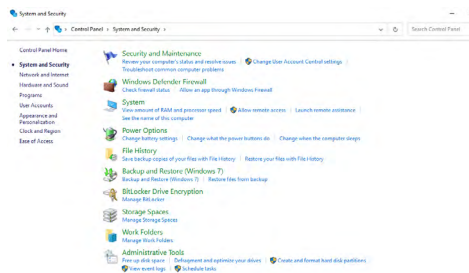 System and Security
Control Panel > System and Security >
Search Control Panel
Control Panel Home
System and Security
Network and Internet
Hardware and Sound
Programs
User Accounts
Appearance and
Personalization
Clock and Region
Ease of Access
Security and Maintenance
Review your computer's status and resolve issues | Change User Account Control settings |
Troubleshoot common computer problems
Windows Defender Firewall
Check firewall status | Allow an app through Windows Firewall
System
View amount of RAM and processor speed | Allow remote access | Launch remote assistance |
See the name of this computer
Power Options
Change battery settings | Change what the power buttons do | Change when the computer sleeps
File History
Save backup copies of your files with File History | Restore your files with File History
Backup and Restore (Windows 7)
Backup and Restore (Windows 7) | Restore files from backup
BitLocker Drive Encryption
Manage BitLocker
Storage Spaces
Manage Storage Spaces
Work Folders
Manage Work Folders
Administrative Tools
Free up disk space | Defragment and optimize your drives | Create and format hard disk partitions
View event logs | Schedule tasks